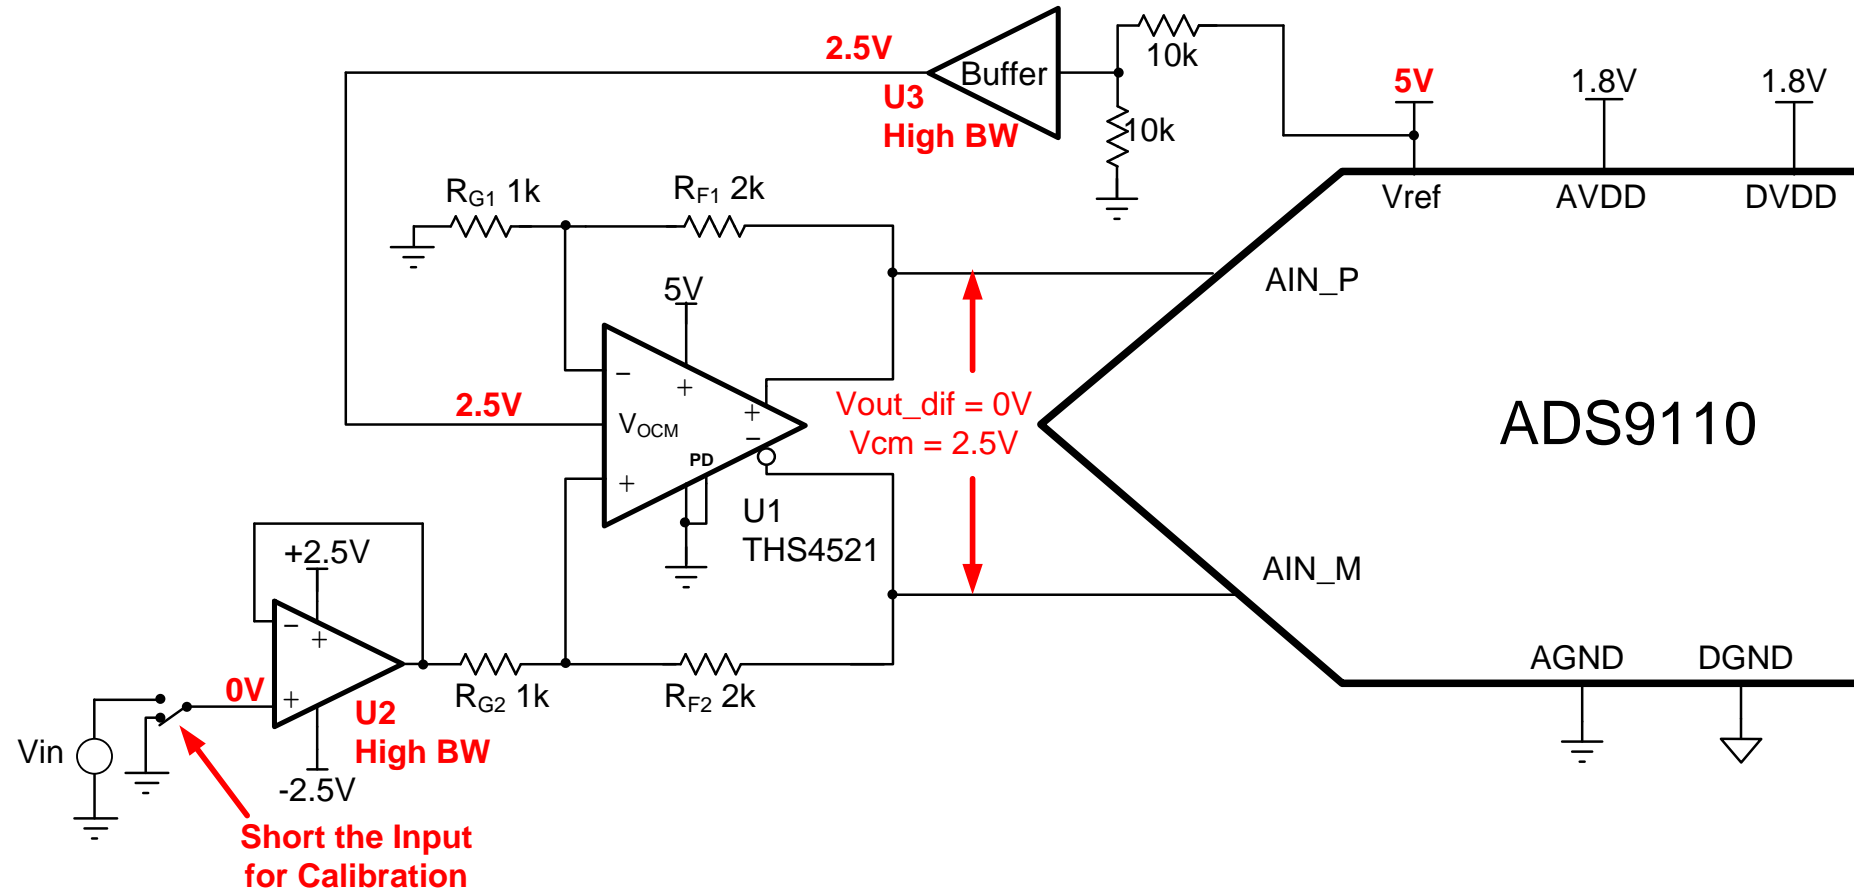 2.5V
Buffer
U3
High BW
10k
10k
5V
1.8V
1.8V
Vref
AVDD
DVDD
RG1 1k
RF1 2k
5V
AIN_P
−
+
2.5V
VOCM
+
−
PD
+
Vout_dif = 0V
Vcm = 2.5V
ADS9110
U1
THS4521
+2.5V
−
+
AIN_M
0V
+
RG2 1k
RF2 2k
U2
High BW
AGND
DGND
Vin
-2.5V
Short the Input
for Calibration